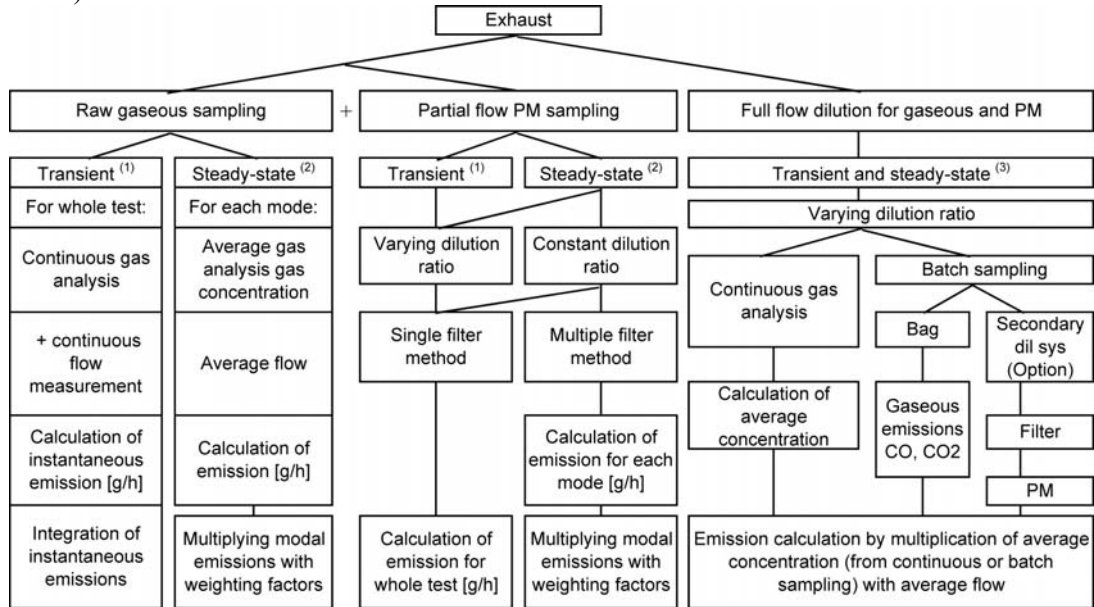 )
Exhaust
Raw gaseous sampling
+
Partial flow PM sampling
Full flow dilution for gaseous and PM
Transient (1)
Steady-state (2)
Transient (1)
Steady-state (2)
Transient and steady-state (3)
For whole test:
For each mode:
Varying dilution ratio
Continuous gas
analysis
Average gas
analysis gas
concentration
Varying dilution
ratio
Constant dilution
ratio
Continuous gas
analysis
Batch sampling
+ continuous
flow
measurement
Average flow
Single filter
method
Multiple filter
method
Bag
Secondary
dil sys
(Option)
Calculation of
average
concentration
Gaseous
emissions
CO, CO2
Filter
PM
Calculation of
instantaneous
emission [g/h]
Calculation of
emission [g/h]
Calculation of
emission for each
mode [g/h]
Integration of
instantaneous
emissions
Multiplying modal
emissions with
weighting factors
Calculation of
emission for
whole test [g/h]
Multiplying modal
emissions with
weighting factors
Emission calculation by multiplication of average
concentration (from continuous or batch
sampling) with average flow